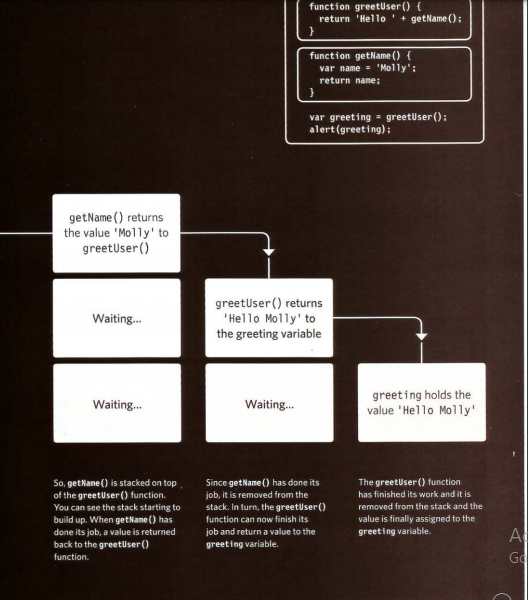 function greetUser() {
return 'Hello ' + getName();
}
function getName() {
var name = 'Molly';
return name;
}
var greeting = greetUser();
alert(greeting);
getName() returns
the value 'Molly' to
greetUser()
Waiting...
Waiting...
greetUser() returns
'Hello Molly' to
the greeting variable
Waiting...
greeting holds the
value 'Hello Molly'
So, getName() is stacked on top
of the greetUser() function.
You can see the stack starting to
build up. When getName() has
done its job, a value is returned
back to the greetUser()
function.
Since getName() has done its
job, it is removed from the
stack. In turn, the greetUser()
function can now finish its
job and return a value to the
greeting variable.
The greetUser() function
has finished its work and it is
removed from the stack and the
value is finally assigned to the
greeting variable.